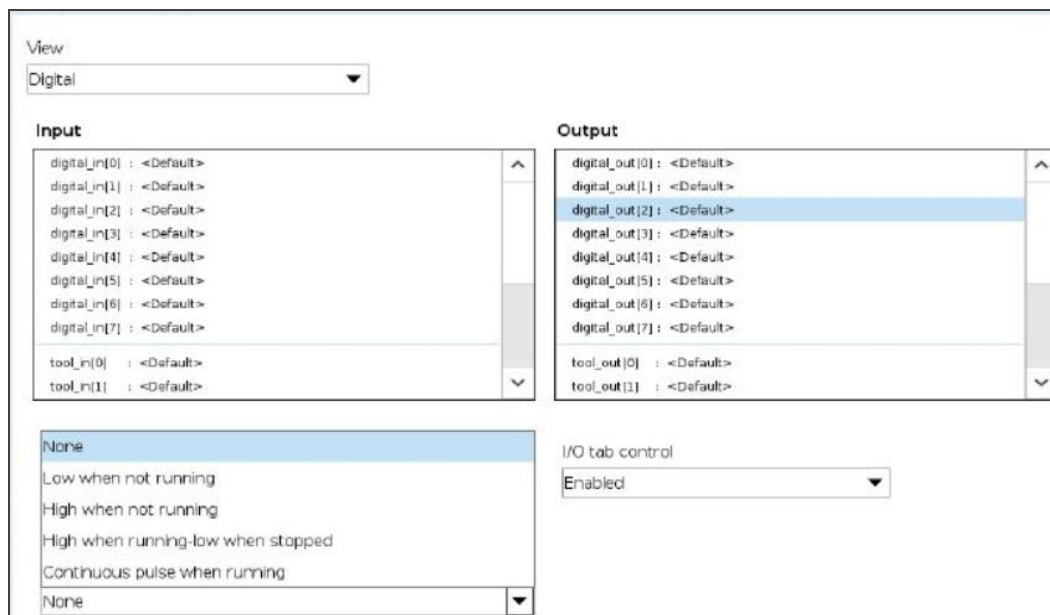 View
Digital
Input
digital_in[0] : <Default>
digital_in[1] : <Default>
digital_in[2] : <Default>
digital_in[3] : <Default>
digital_in[4] : <Default>
digital_in[5] : <Default>
digital_in[6] : <Default>
digital_in[7] : <Default>
tool_in[0] : <Default>
tool_in[1] : <Default>
Output
digital_out[0] : <Default>
digital_out[1] : <Default>
digital_out[2] : <Default>
digital_out[3] : <Default>
digital_out[4] : <Default>
digital_out[5] : <Default>
digital_out[6] : <Default>
digital_out[7] : <Default>
tool_out[0] : <Default>
tool_out[1] : <Default>
None
Low when not running
High when not running
High when running-low when stopped
Continuous pulse when running
None
I/O tab control
Enabled